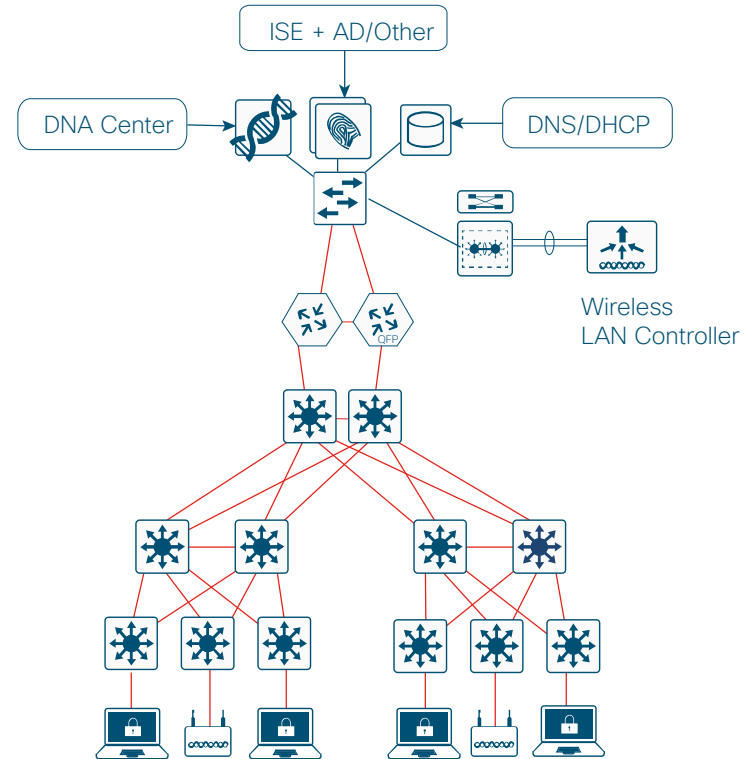 ISE + AD/Other
DNA Center
DNS/DHCP
Wireless
LAN Controller
QFP